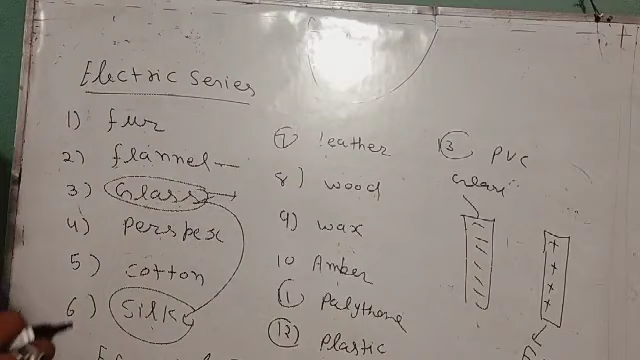 Electric Series
1) fur
2) flannel
3) Glass
4) Perspex
5) cotton
6) Silk
7 leather
8) wood
9) wax
10 Amber
11 Polythene
12) Plastic
13 PVC